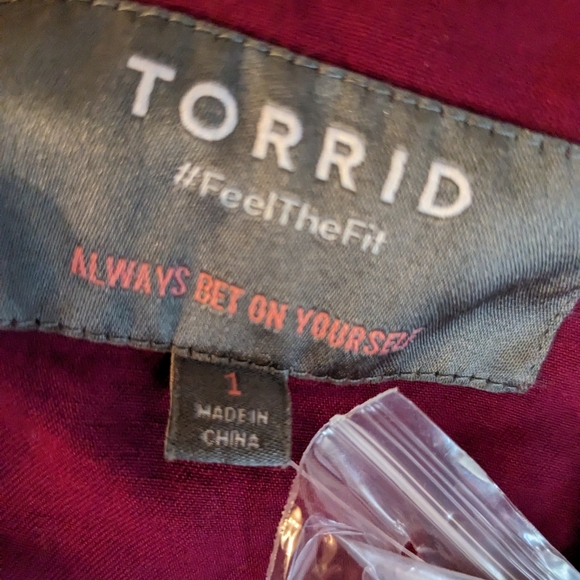 TORRID
#FeelTheFit
ALWAYS BET ON YOURSELF
1
MADE IN
CHINA